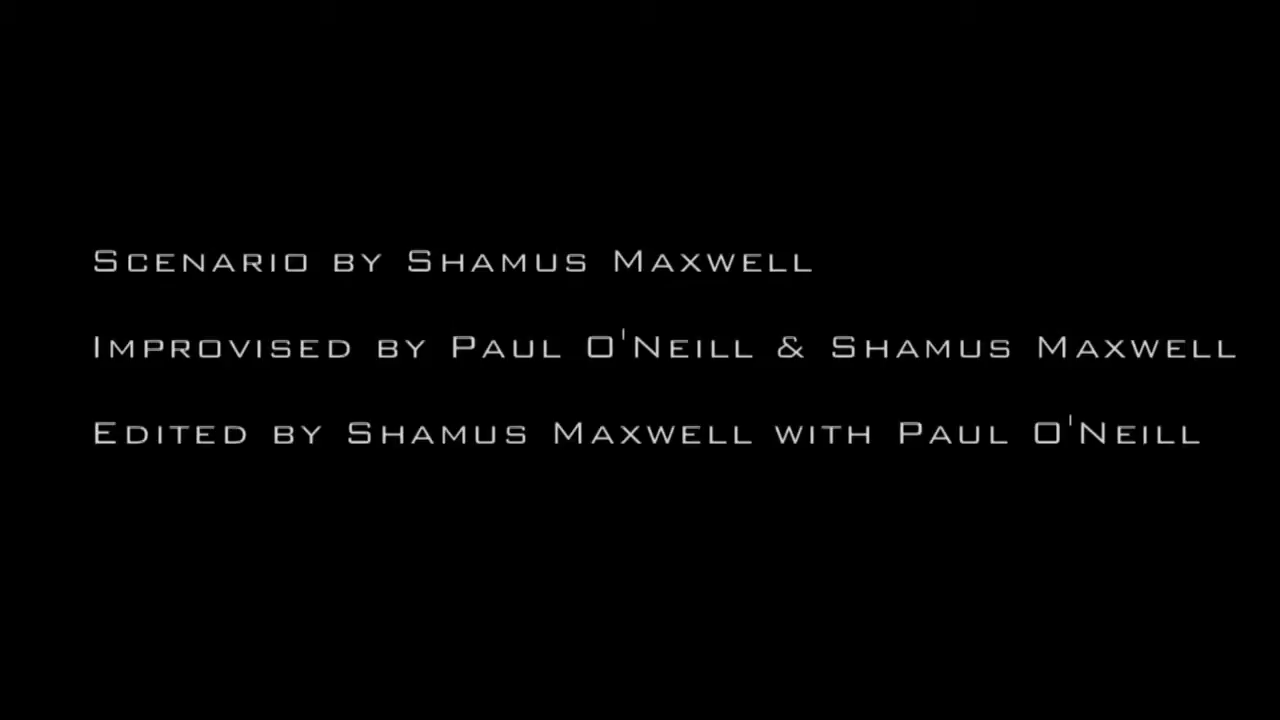 Scenario by Shamus Maxwell
Improvised by Paul O'Neill & Shamus Maxwell
Edited by Shamus Maxwell with Paul O'Neill